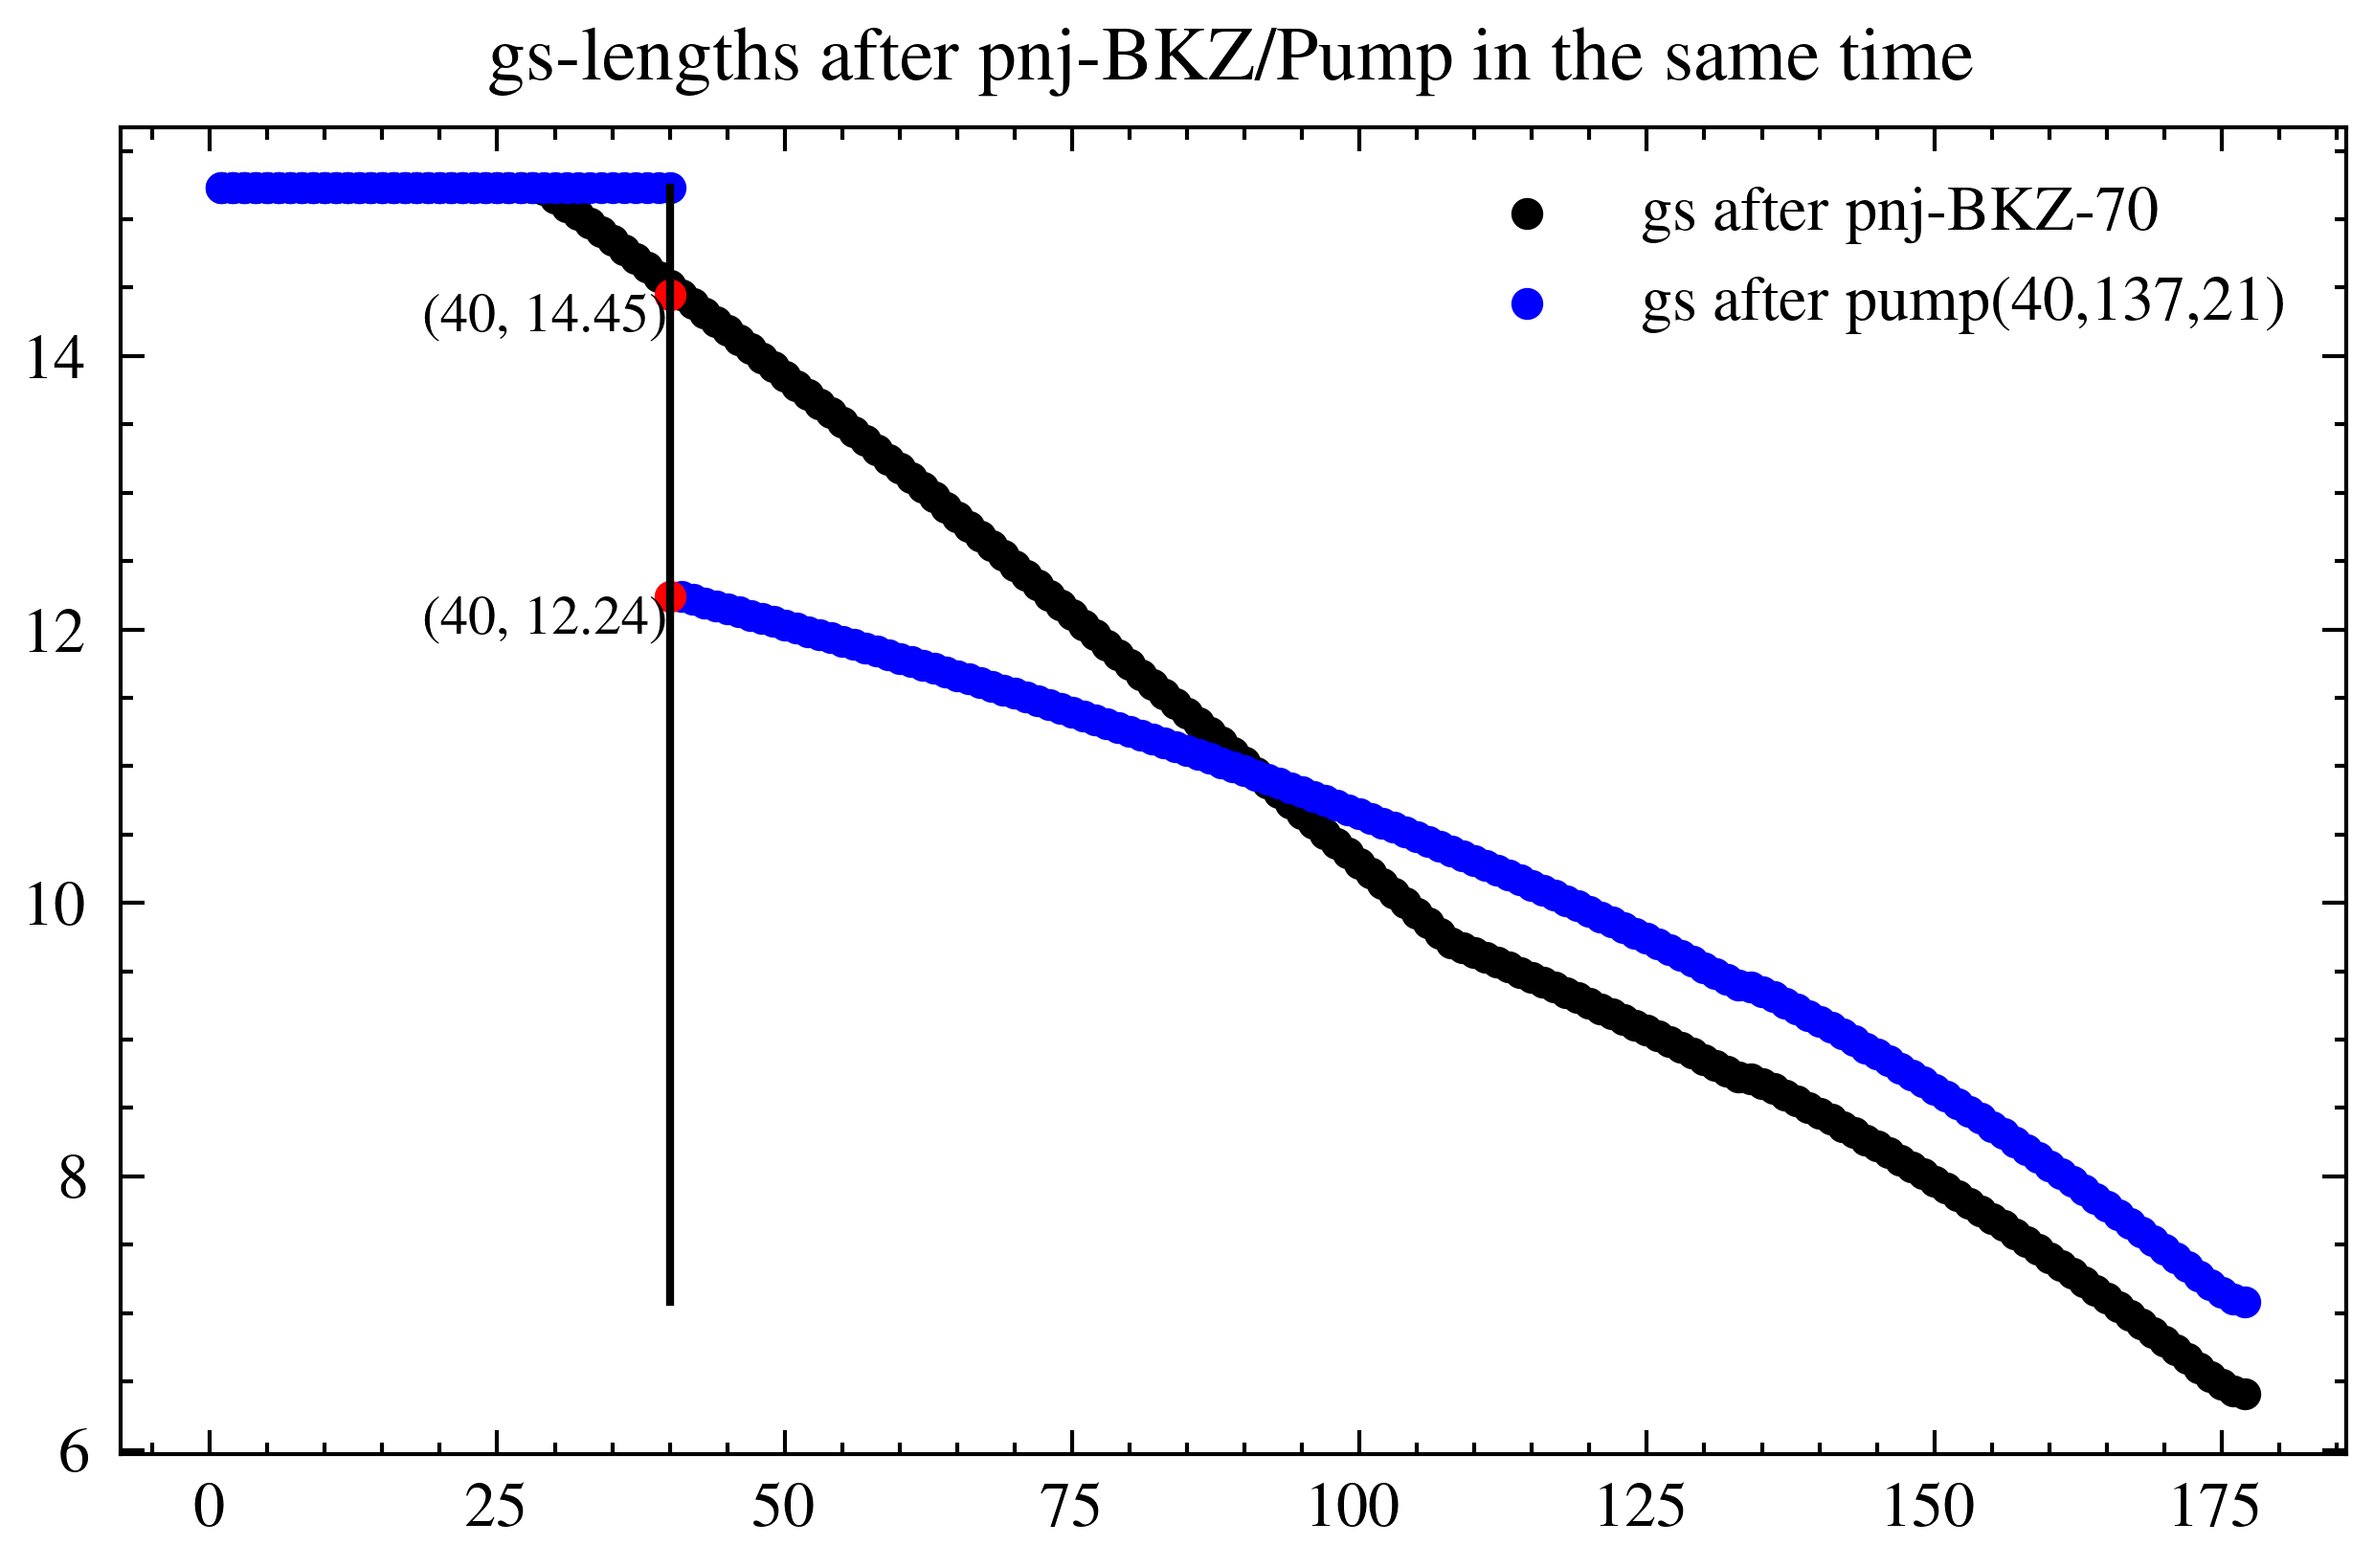 gs-lengths after pnj-BKZ/Pump in the same time
gs after pnj-BKZ-70
gs after pump(40,137,21)
(40, 14.45)
(40, 12.24)
14
12
10
8
6
0 25 50 75 100 125 150 175